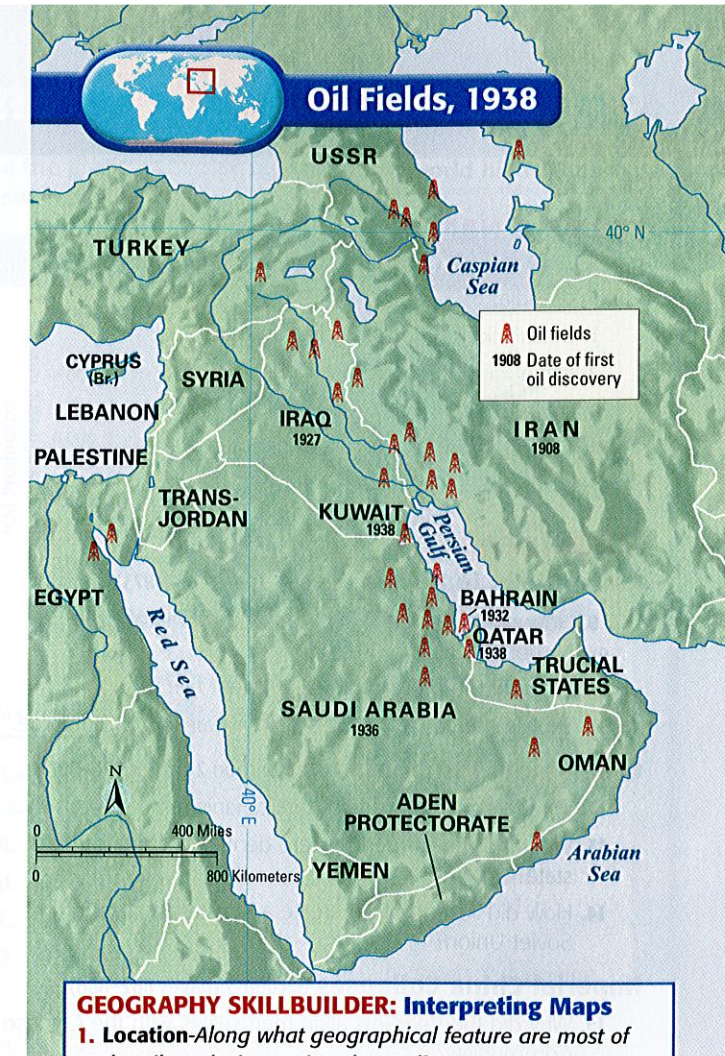 Oil Fields, 1938
USSR
40° N
TURKEY
Caspian
Sea
Oil fields
1908 Date of first
oil discovery
CYPRUS
(Br.)
SYRIA
LEBANON
IRAQ
1927
IRAN
1908
PALESTINE
TRANS-
JORDAN
KUWAIT
1938
Persian
Gulf
EGYPT
Red Sea
BAHRAIN
1932
QATAR
1938
TRUCIAL
STATES
SAUDI ARABIA
1936
OMAN
N
40° E
ADEN
PROTECTORATE
0 400 Miles
0 800 Kilometers
YEMEN
Arabian
Sea
GEOGRAPHY SKILLBUILDER: Interpreting Maps
1. Location-Along what geographical feature are most of